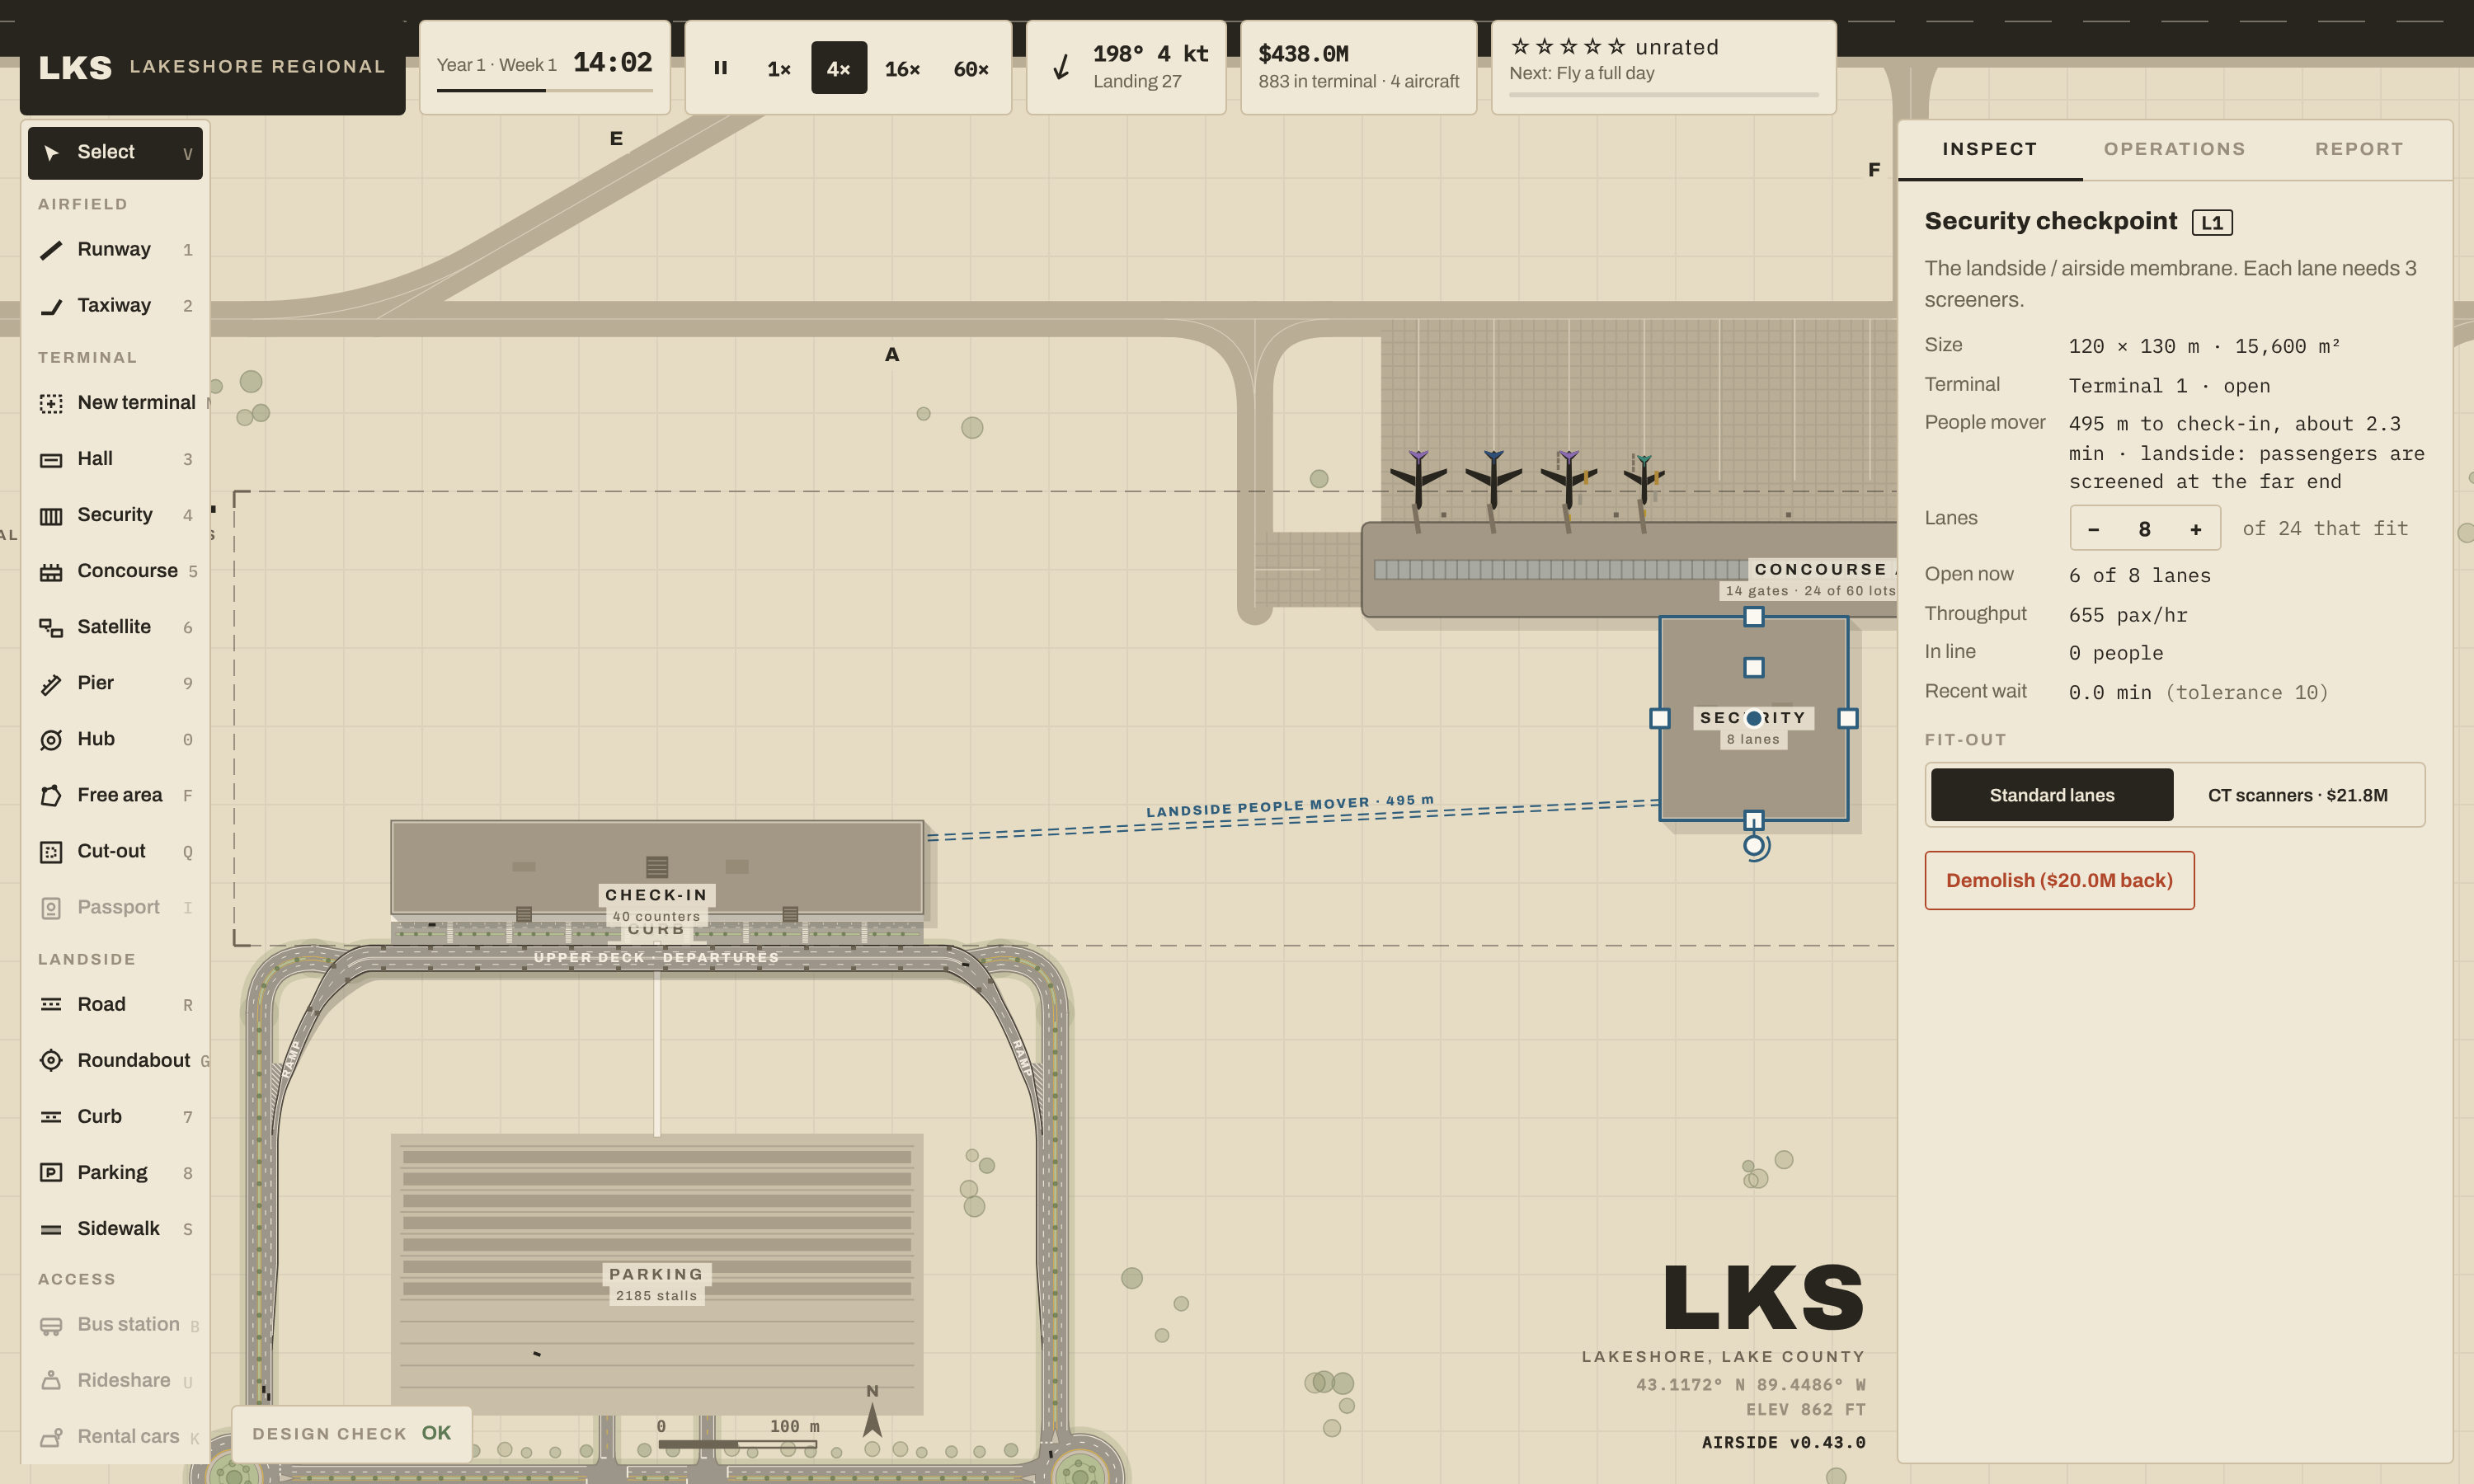 LKS LAKESHORE REGIONAL
Year 1 · Week 1 14:02
1× 4× 16× 60×
198° 4 kt
Landing 27
$438.0M
883 in terminal · 4 aircraft
☆☆☆☆☆ unrated
Next: Fly a full day
Select V
AIRFIELD
Runway 1
Taxiway 2
TERMINAL
New terminal
Hall 3
Security 4
Concourse 5
Satellite 6
Pier 9
Hub 0
Free area F
Cut-out Q
Passport I
LANDSIDE
Road R
Roundabout G
Curb 7
Parking 8
Sidewalk S
ACCESS
Bus station B
Rideshare U
Rental cars K
E
F
A
CONCOURSE
14 gates · 24 of 60 lots
SECURITY
8 lanes
LANDSIDE PEOPLE MOVER · 495 m
CHECK-IN
40 counters
CURB
UPPER DECK · DEPARTURES
RAMP
RAMP
PARKING
2185 stalls
N
0 100 m
DESIGN CHECK OK
LKS
LAKESHORE, LAKE COUNTY
43.1172° N 89.4486° W
ELEV 862 FT
AIRSIDE v0.43.0
INSPECT OPERATIONS REPORT
Security checkpoint L1
The landside / airside membrane. Each lane needs 3
screeners.
Size 120 × 130 m · 15,600 m²
Terminal Terminal 1 · open
People mover 495 m to check-in, about 2.3
min · landside: passengers are
screened at the far end
Lanes − 8 + of 24 that fit
Open now 6 of 8 lanes
Throughput 655 pax/hr
In line 0 people
Recent wait 0.0 min (tolerance 10)
FIT-OUT
Standard lanes CT scanners · $21.8M
Demolish ($20.0M back)